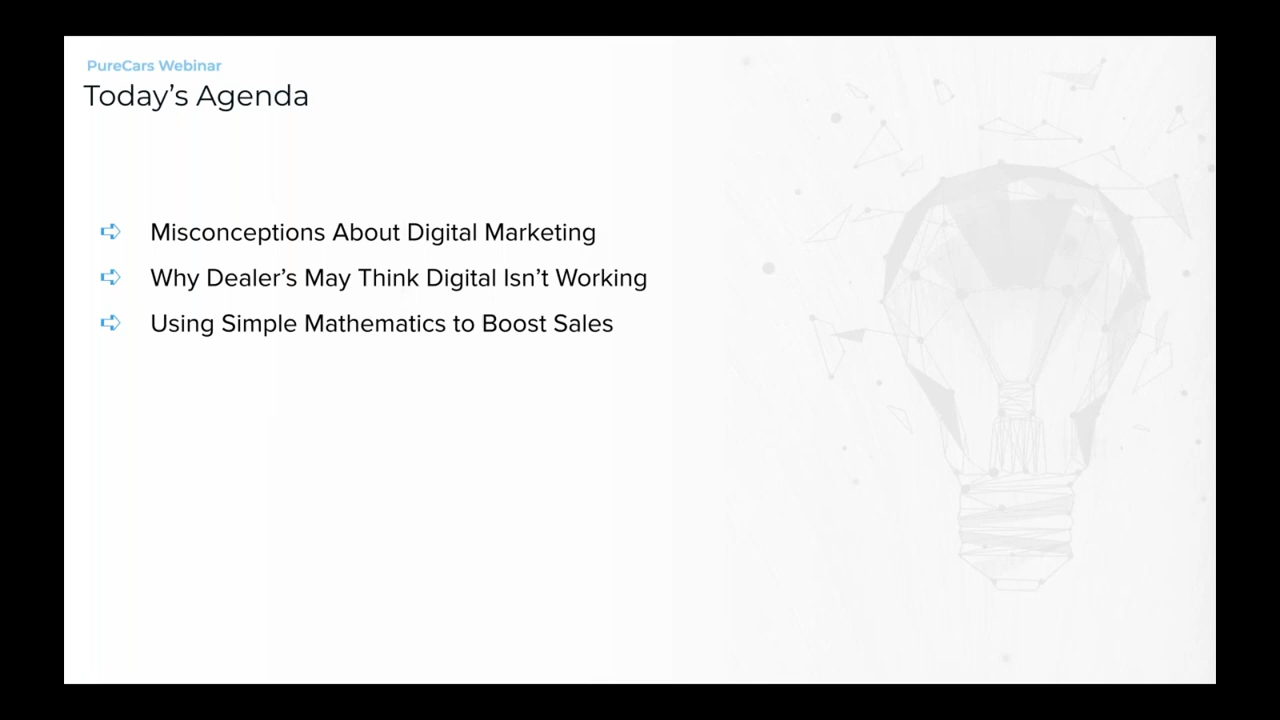 PureCars Webinar
Today’s Agenda
Misconceptions About Digital Marketing
Why Dealer’s May Think Digital Isn’t Working
Using Simple Mathematics to Boost Sales